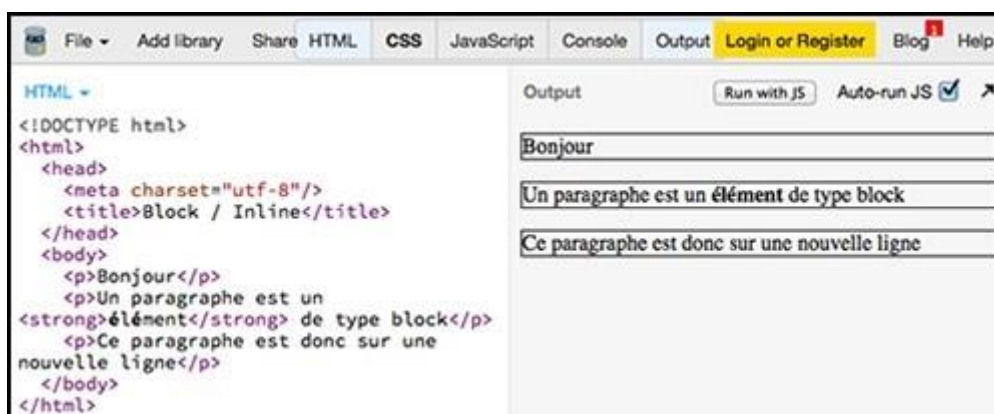 File Add library Share HTML CSS JavaScript Console Output Login or Register Blog 1 Help
HTML
<!DOCTYPE html>
<html>
<head>
<meta charset="utf-8"/>
<title>Block / Inline</title>
</head>
<body>
<p>Bonjour</p>
<p>Un paragraphe est un
<strong>élément</strong> de type block</p>
<p>Ce paragraphe est donc sur une
nouvelle ligne</p>
</body>
</html>
Output Run with JS Auto-run JS
Bonjour
Un paragraphe est un élément de type block
Ce paragraphe est donc sur une nouvelle ligne